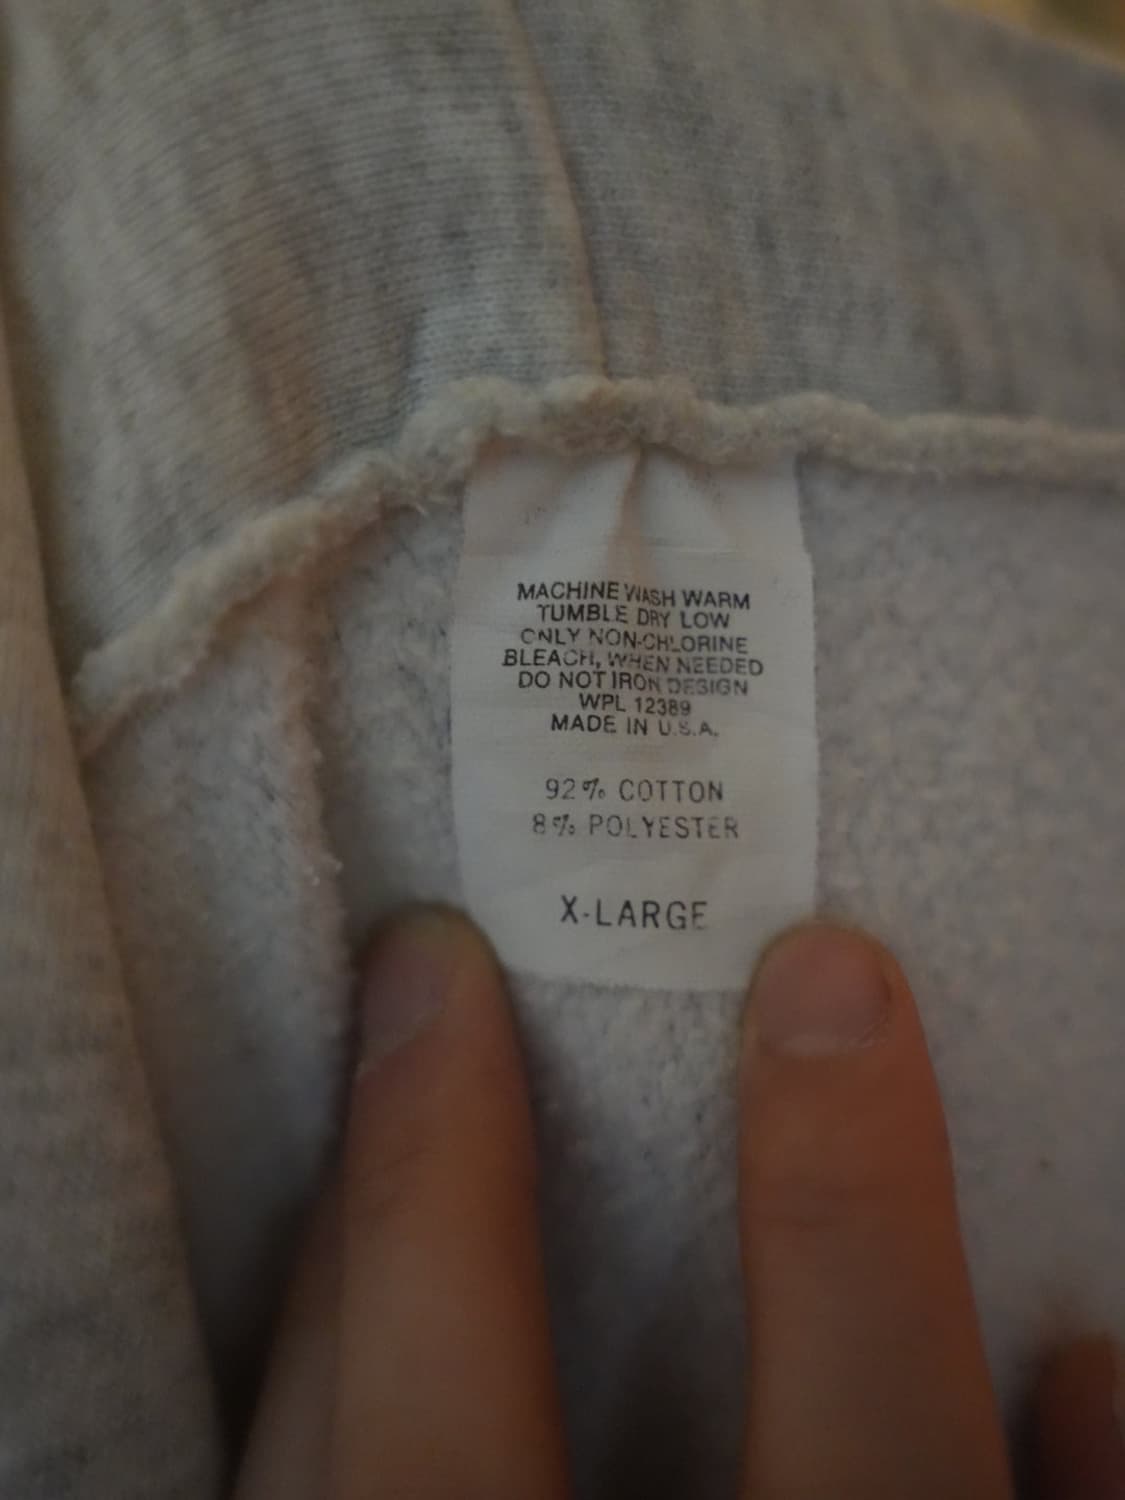 MACHINE WASH WARM
TUMBLE DRY LOW
ONLY NON-CHLORINE
BLEACH, WHEN NEEDED
DO NOT IRON DESIGN
WPL 12389
MADE IN U.S.A.
92% COTTON
8% POLYESTER
X-LARGE